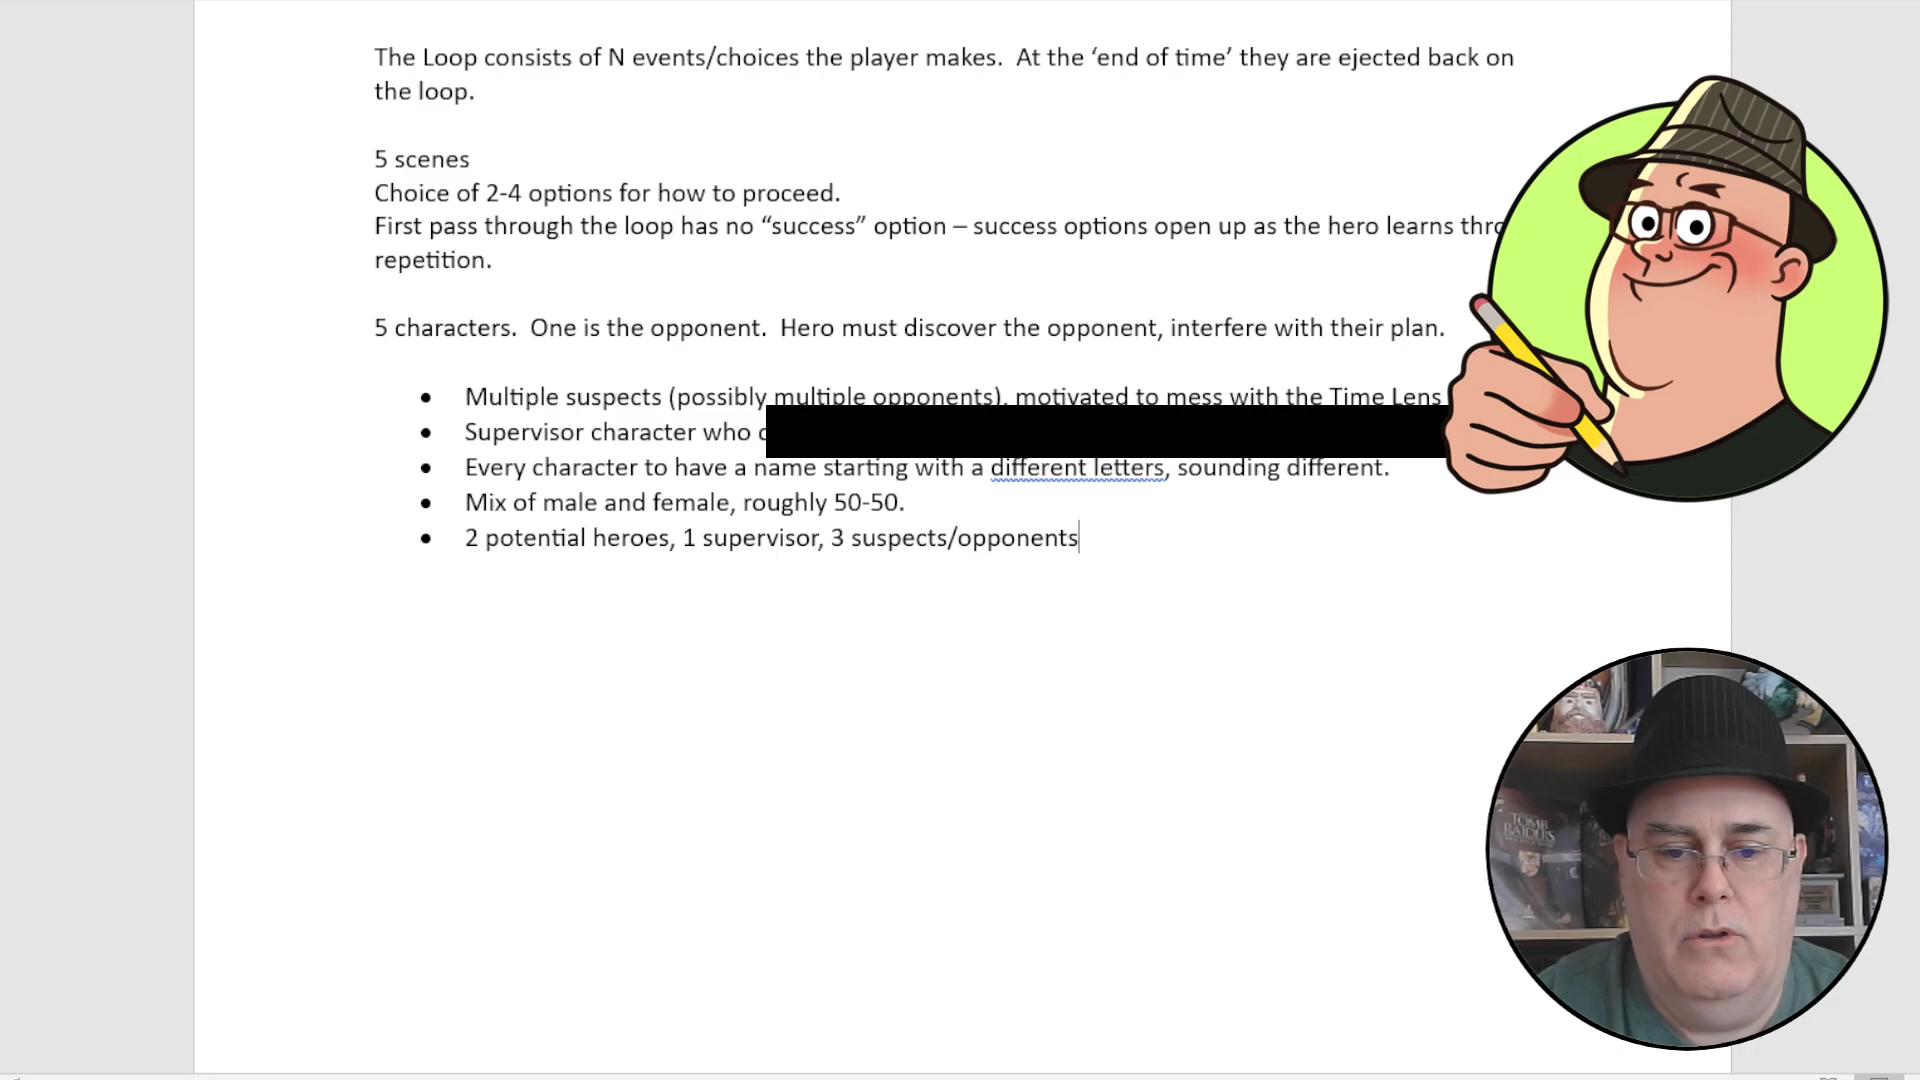 The Loop consists of N events/choices the player makes.  At the ‘end of time’ they are ejected back on
the loop.
5 scenes
Choice of 2-4 options for how to proceed.
First pass through the loop has no “success” option – success options open up as the hero learns
repetition.
5 characters.  One is the opponent.  Hero must discover the opponent, interfere with their plan.
• Multiple suspects (possibly multiple opponents), motivated to mess with the Time Lens
• Supervisor character who
• Every character to have a name starting with a different letters, sounding different.
• Mix of male and female, roughly 50-50.
• 2 potential heroes, 1 supervisor, 3 suspects/opponents
TOMB
RAIDERS